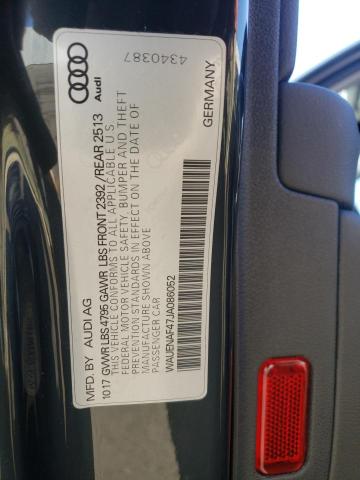 Audi
4340387
GERMANY
MFD. BY AUDI AG
10 17 GVWR LBS 4795 GAWR LBS FRONT 2392 / REAR 2513
THIS VEHICLE CONFORMS TO ALL APPLICABLE U.S.
FEDERAL MOTOR VEHICLE SAFETY, BUMPER AND THEFT
PREVENTION STANDARDS IN EFFECT ON THE DATE OF
MANUFACTURE SHOWN ABOVE
PASSENGER CAR
WAUENAF47JA086052